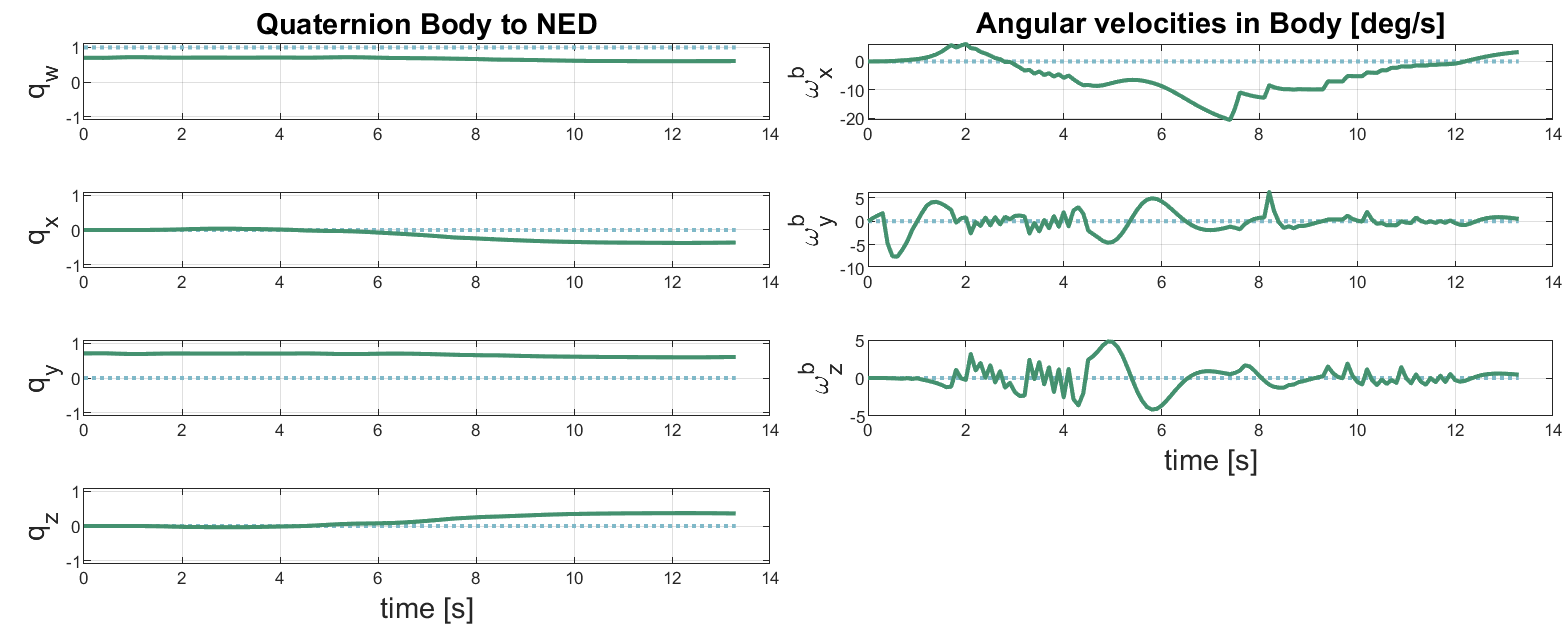 Quaternion Body to NED
q_w
1
0
-1
0 2 4 6 8 10 12 14
q_x
1
0
-1
0 2 4 6 8 10 12 14
q_y
1
0
-1
0 2 4 6 8 10 12 14
q_z
1
0
-1
0 2 4 6 8 10 12 14
time [s]
Angular velocities in Body [deg/s]
ω_x^b
0
-10
-20
0 2 4 6 8 10 12 14
ω_y^b
5
0
-5
-10
0 2 4 6 8 10 12 14
ω_z^b
5
0
-5
0 2 4 6 8 10 12 14
time [s]